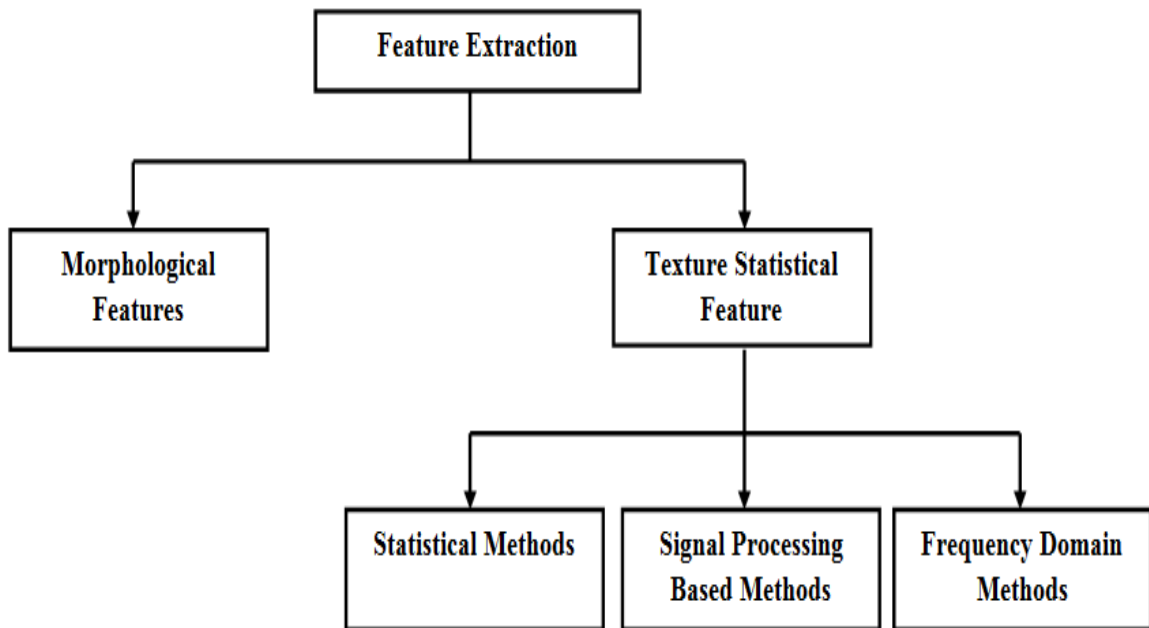 Feature Extraction
Morphological
Features
Texture Statistical
Feature
Statistical Methods
Signal Processing
Based Methods
Frequency Domain
Methods